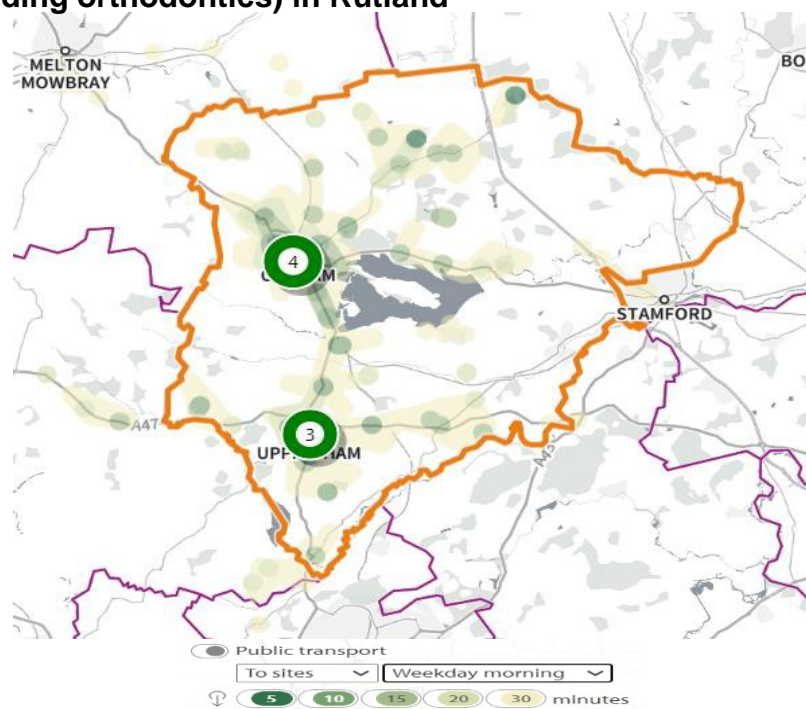 ding orthodontics) in Rutland
MELTON
MOWBRAY
BO
4
STAMFORD
A47
3
Public transport
To sites
Weekday morning
5 10 15 20 30 minutes